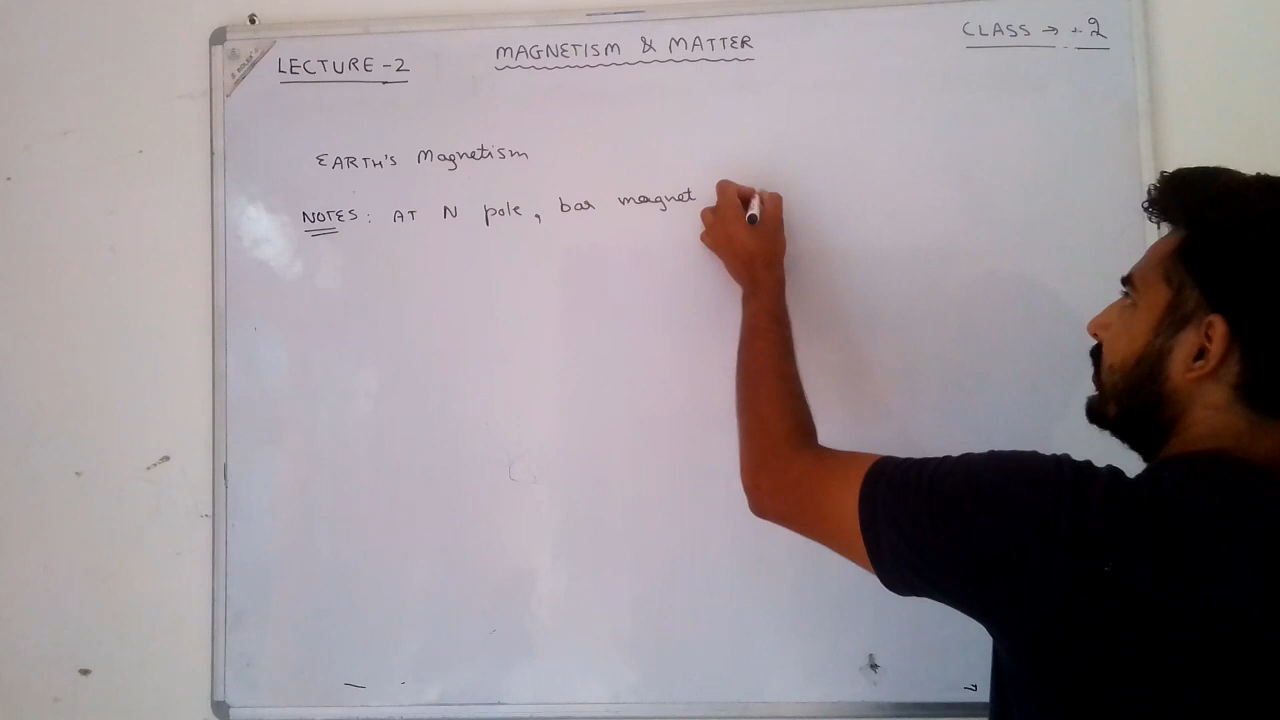 LECTURE-2
MAGNETISM & MATTER
CLASS → +2
EARTH'S Magnetism
NOTES: AT N pole, bar magnet